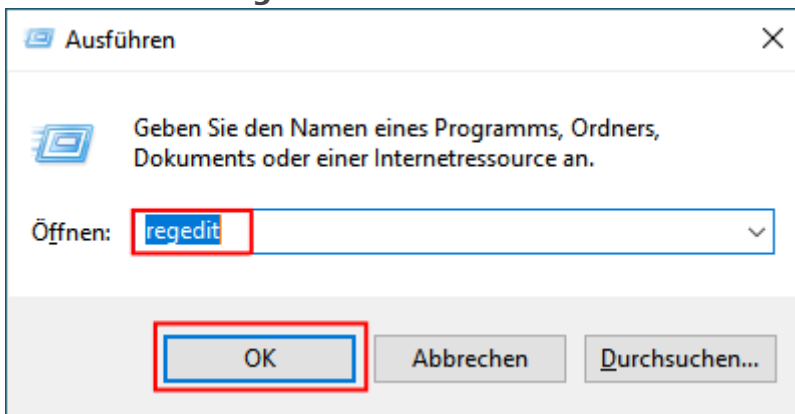 Ausführen
Geben Sie den Namen eines Programms, Ordners,
Dokuments oder einer Internetressource an.
Öffnen: regedit
OK Abbrechen Durchsuchen...